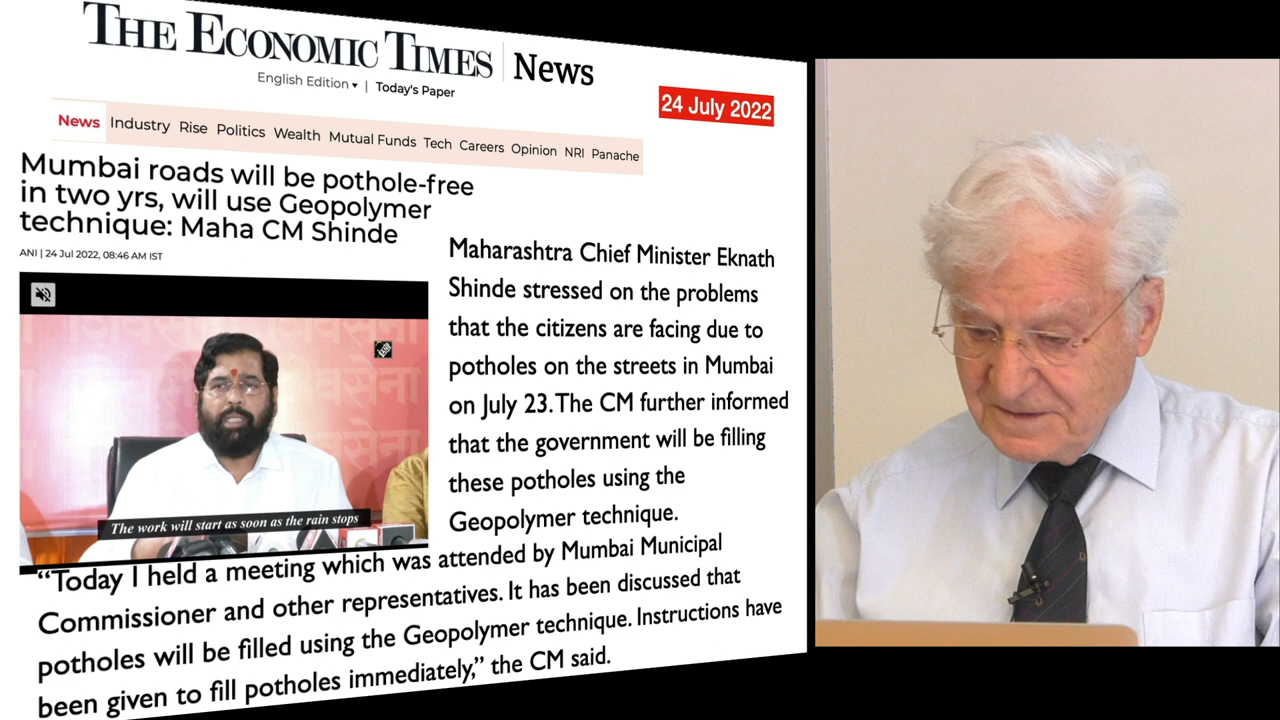 THE ECONOMIC TIMES | News
English Edition ▾ | Today's Paper
24 July 2022
News Industry Rise Politics Wealth Mutual Funds Tech Careers Opinion NRI Panache
Mumbai roads will be pothole-free
in two yrs, will use Geopolymer
technique: Maha CM Shinde
ANI | 24 Jul 2022, 08:46 AM IST
The work will start as soon as the rain stops
Maharashtra Chief Minister Eknath
Shinde stressed on the problems
that the citizens are facing due to
potholes on the streets in Mumbai
on July 23. The CM further informed
that the government will be filling
these potholes using the
Geopolymer technique.
“Today I held a meeting which was attended by Mumbai Municipal
Commissioner and other representatives. It has been discussed that
potholes will be filled using the Geopolymer technique. Instructions have
been given to fill potholes immediately,” the CM said.